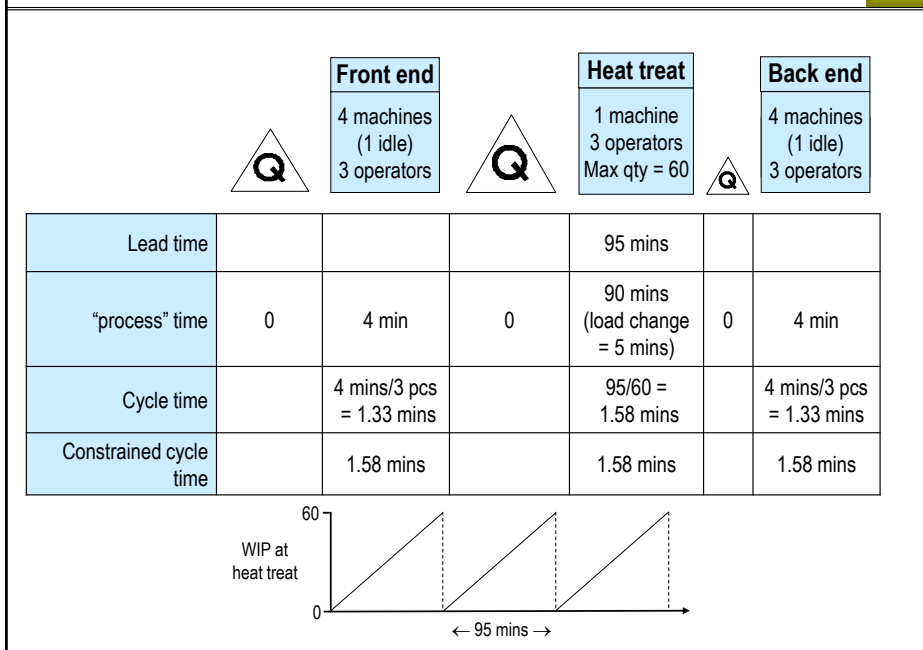 Front end
4 machines
(1 idle)
3 operators
Heat treat
1 machine
3 operators
Max qty = 60
Back end
4 machines
(1 idle)
3 operators
Q
Q
Q
Lead time
95 mins
“process” time
0
4 min
0
90 mins
(load change
= 5 mins)
0
4 min
Cycle time
4 mins/3 pcs
= 1.33 mins
95/60 =
1.58 mins
4 mins/3 pcs
= 1.33 mins
Constrained cycle
time
1.58 mins
1.58 mins
1.58 mins
60
WIP at
heat treat
0
← 95 mins →